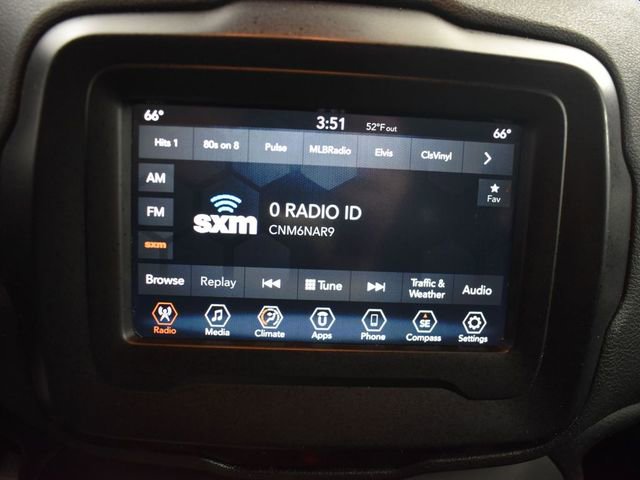 66° 3:51 52°F out 66°
Hits 1 80s on 8 Pulse MLBRadio Elvis ClsVinyl
AM
FM
sxm
sxm
0 RADIO ID
CNM6NAR9
Fav
Browse Replay Tune Traffic & Weather Audio
Radio Media Climate Apps Phone SE Compass Settings